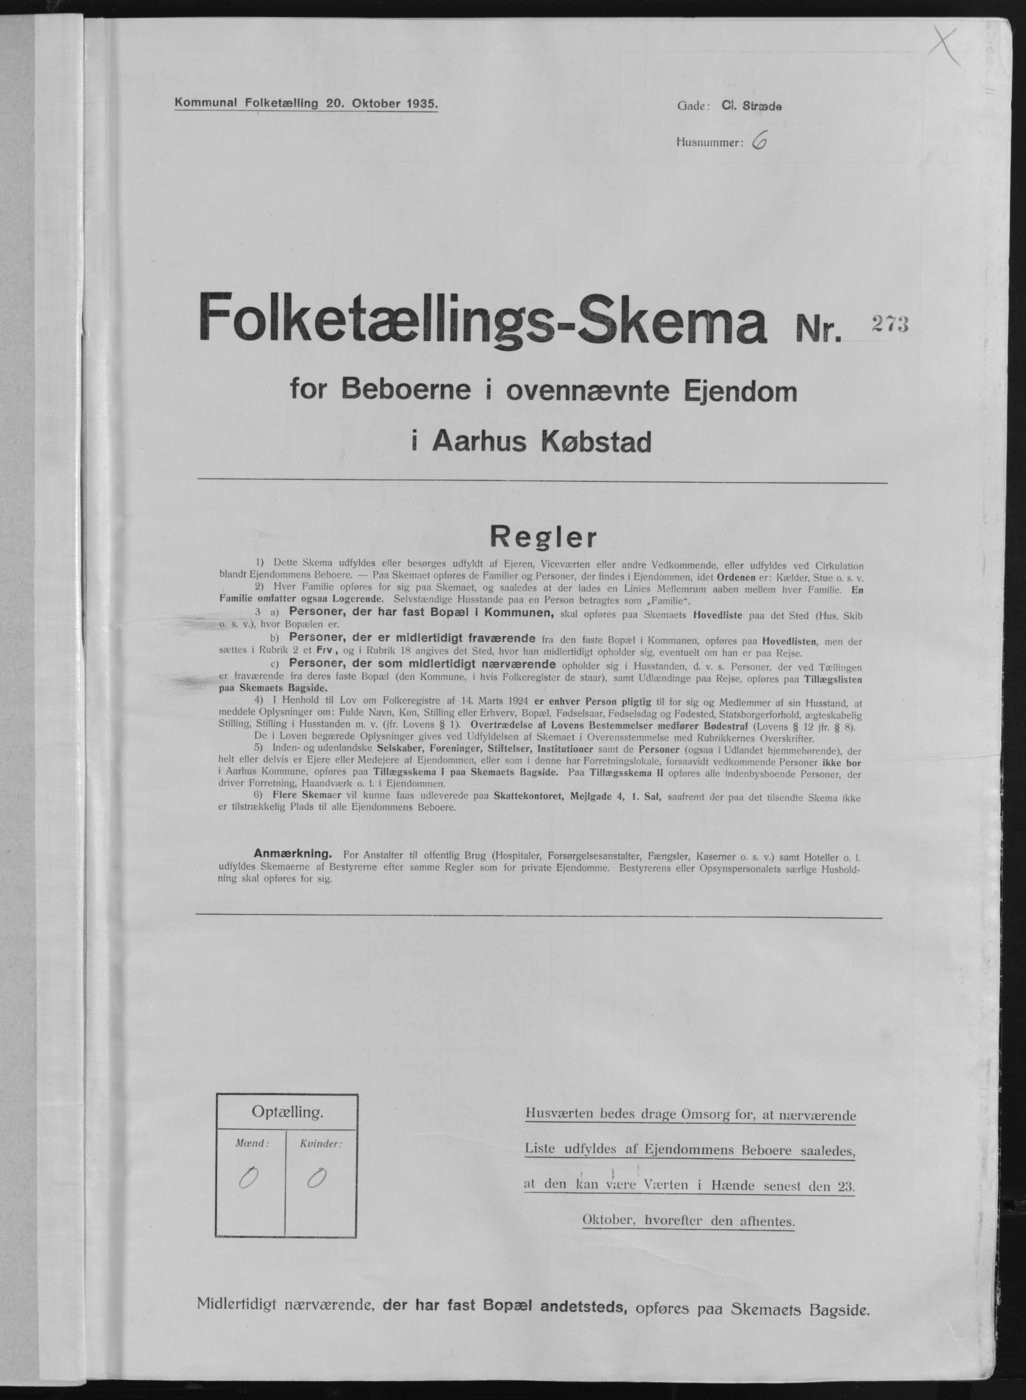 Kommunal Folketælling 20. Oktober 1935.
Gade: Cl. Stræde
Husnummer: 6
Folketællings-Skema Nr. 273
for Beboerne i ovennævnte Ejendom
i Aarhus Købstad
Regler
1) Dette Skema udfyldes eller besørges udfyldt af Ejeren, Viceværten eller andre Vedkommende, eller udfyldes ved Cirkulation
blandt Ejendommens Beboere. — Paa Skemaet opføres de Familier og Personer, der findes i Ejendommen, idet Ordenen er: Kælder, Stue o. s. v.
2) Hver Familie opføres for sig paa Skemaet, og saaledes at der lades en Linies Mellemrum aaben mellem hver Familie. En
Familie omfatter ogsaa Logerende. Selvstændige Husstande paa en Person betragtes som „Familie“.
3 a) Personer, der har fast Bopæl i Kommunen, skal opføres paa Skemaets Hovedliste paa det Sted (Hus, Skib
o. s. v.), hvor Bopælen er.
b) Personer, der er midlertidigt fraværende fra den faste Bopæl i Kommunen, opføres paa Hovedlisten, men der
sættes i Rubrik 2 et Frv, og i Rubrik 18 angives det Sted, hvor han midlertidigt opholder sig, eventuelt om han er paa Rejse.
c) Personer, der som midlertidigt nærværende opholder sig i Husstanden, d. v. s. Personer, der ved Tællingen
er fraværende fra deres faste Bopæl (den Kommune, i hvis Folkeregister de staar), samt Udlændinge paa Rejse, opføres paa Tillægslisten
paa Skemaets Bagside.
4) I Henhold til Lov om Folkeregistre af 14. Marts 1924 er enhver Person pligtig til for sig og Medlemmer af sin Husstand, at
meddele Oplysninger om: Fulde Navn, Køn, Stilling eller Erhverv, Bopæl, Fødselsaar, Fødselsdag og Fødested, Statsborgerforhold, ægteskabelig
Stilling, Stilling i Husstanden m. v. (jfr. Lovens § 1). Overtrædelse af Lovens Bestemmelser medfører Bødestraf (Lovens § 12 jfr. § 8).
De i Loven begærede Oplysninger gives ved Udfyldelsen af Skemaet i Overensstemmelse med Rubrikkernes Overskrifter.
5) Inden- og udenlandske Selskaber, Foreninger, Stiftelser, Institutioner samt de Personer (ogsaa i Udlandet hjemmehørende), der
helt eller delvis er Ejere eller Medejere af Ejendommen, eller som i denne har Forretningslokale, forsaavidt vedkommende Personer ikke bor
i Aarhus Kommune, opføres paa Tillægsskema I paa Skemaets Bagside. Paa Tillægsskema II opføres alle indenbysboende Personer, der
driver Forretning, Haandværk o. l. i Ejendommen.
6) Flere Skemaer vil kunne faas udleverede paa Skattekontoret, Mejlgade 4, 1. Sal, saafremt der paa det tilsendte Skema ikke
er tilstrækkelig Plads til alle Ejendommens Beboere.
Anmærkning. For Anstalter til offentlig Brug (Hospitaler, Forsørgelsesanstalter, Fængsler, Kaserner o. s. v.) samt Hoteller o. l.
udfyldes Skemaerne af Bestyrerne efter samme Regler som for private Ejendomme. Bestyrerens eller Opsynspersonalets særlige Hushold-
ning skal opføres for sig.
Optælling.
Mænd: Kvinder:
0 0
Husværten bedes drage Omsorg for, at nærværende
Liste udfyldes af Ejendommens Beboere saaledes,
at den kan være Værten i Hænde senest den 23.
Oktober, hvorefter den afhentes.
Midlertidigt nærværende, der har fast Bopæl andetsteds, opføres paa Skemaets Bagside.